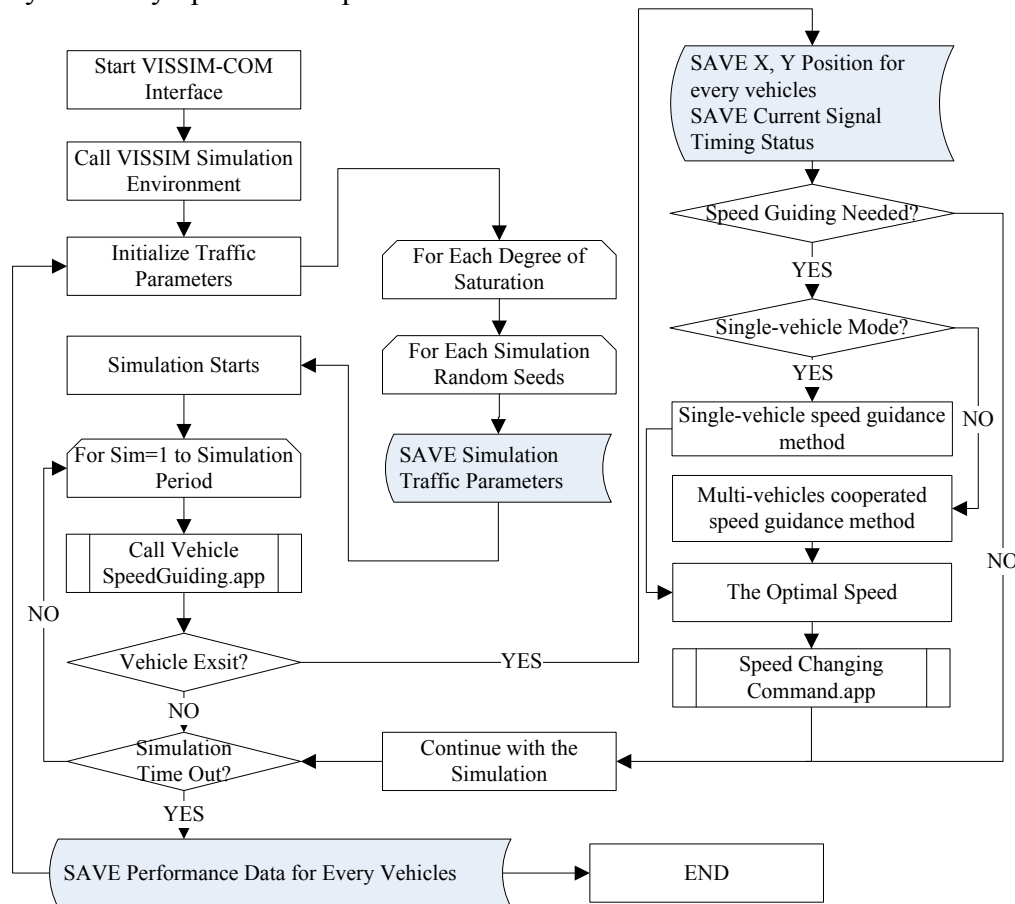 Start VISSIM-COM
Interface
Call VISSIM Simulation
Environment
Initialize Traffic
Parameters
For Each Degree of
Saturation
For Each Simulation
Random Seeds
SAVE Simulation
Traffic Parameters
Simulation Starts
For Sim=1 to Simulation
Period
Call Vehicle
SpeedGuiding.app
NO
Vehicle Exsit?
YES
NO
Simulation
Time Out?
YES
Continue with the
Simulation
SAVE Performance Data for Every Vehicles
END
SAVE X, Y Position for
every vehicles
SAVE Current Signal
Timing Status
Speed Guiding Needed?
YES
Single-vehicle Mode?
YES
NO
Single-vehicle speed guidance
method
Multi-vehicles cooperated
speed guidance method
NO
The Optimal Speed
Speed Changing
Command.app